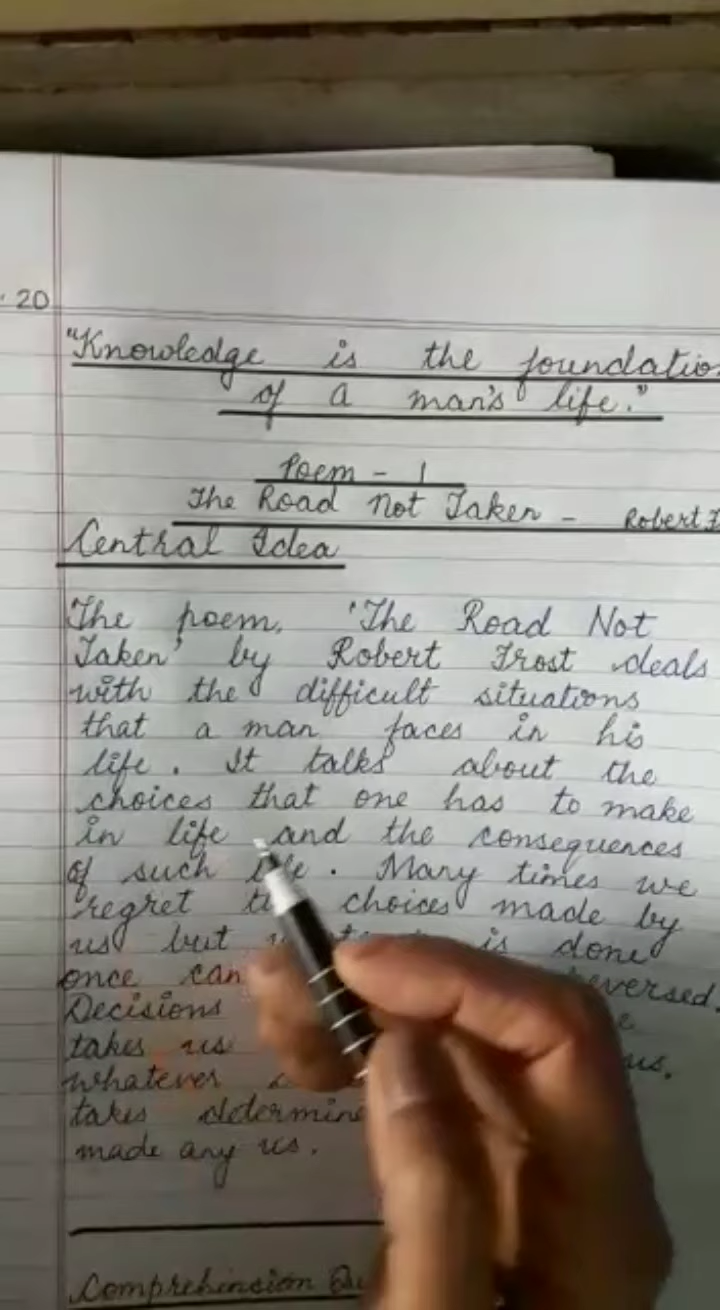 . 20
"Knowledge is the foundation
of a man's life."
Poem - 1
The Road Not Taken - Robert
Central Idea
The poem, 'The Road Not
Taken' by Robert Frost deals
with the difficult situations
that a man faces in his
life. It talks about the
choices that one has to make
in life and the consequences
of such life. Many times we
regret choices made by
us but is done
once can reversed.
Decisions
takes us us.
whatever
takes determine
made any us.
Comprehinsion